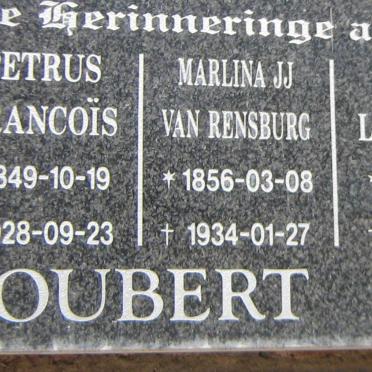 e Herinneringe a
ETRUS
RANCOÏS
849-10-19
928-09-23
MARLINA JJ
VAN RENSBURG
* 1856-03-08
† 1934-01-27
L
OUBERT